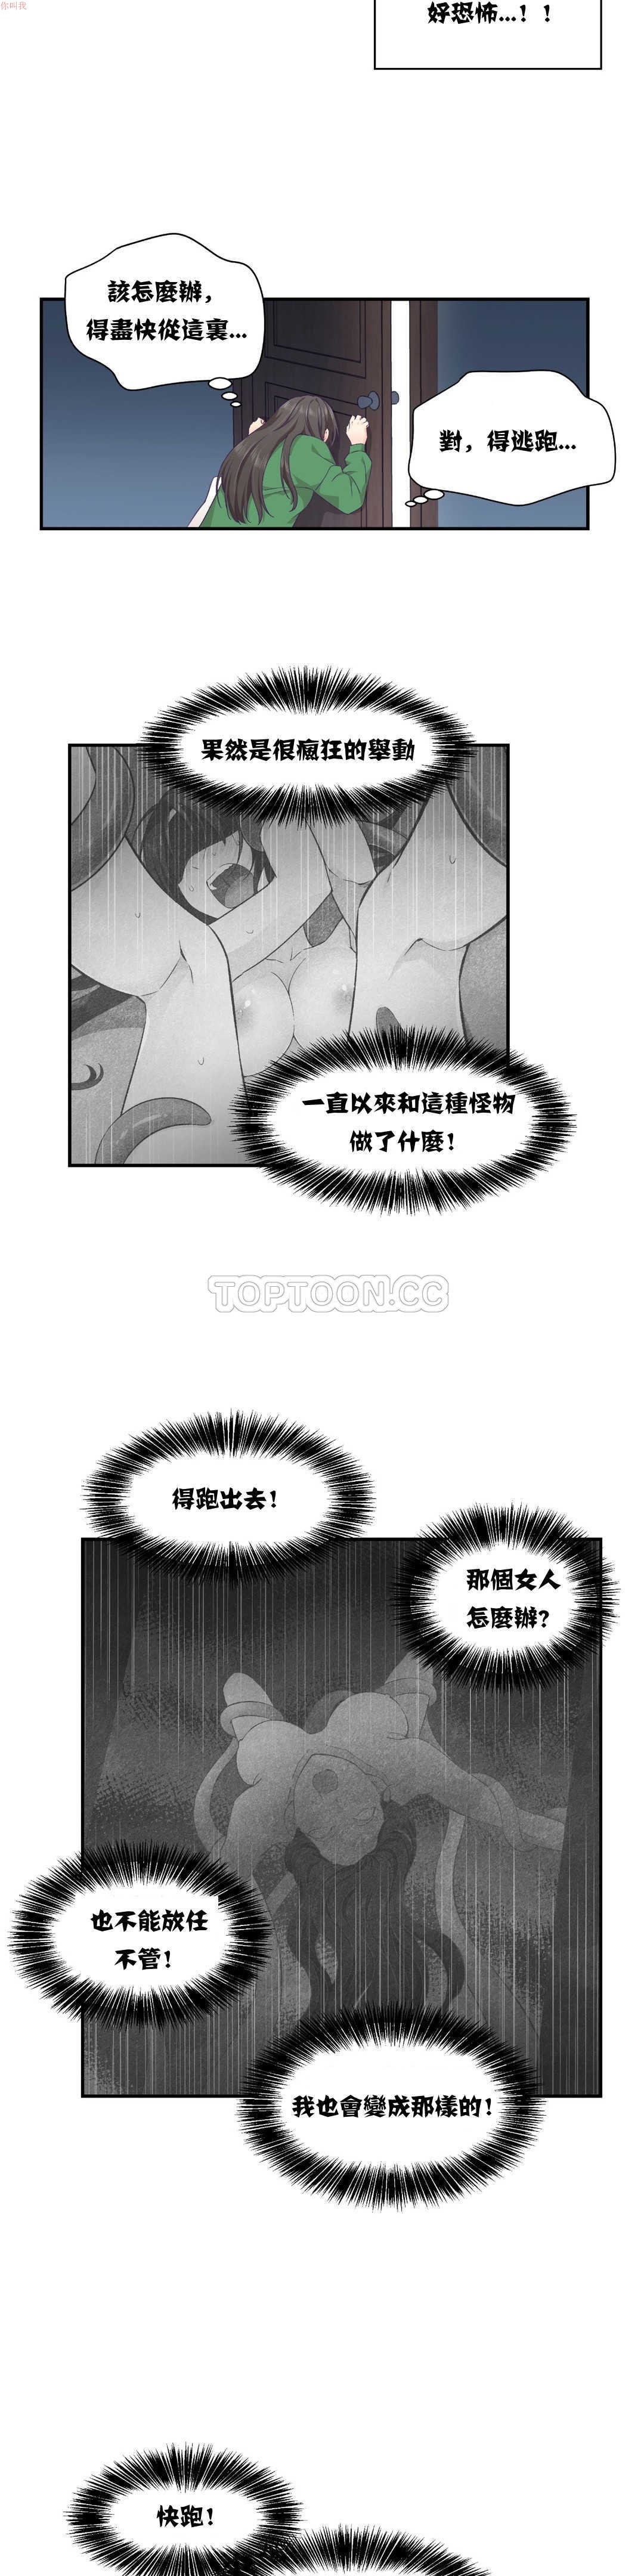 你叫我
好恐怖...！！
該怎麼辦，
得盡快從這裏...
對，得逃跑...
果然是很瘋狂的舉動
一直以來和這種怪物
做了什麼！
TOPTOON.CC
得跑出去！
那個女人
怎麼辦？
也不能放任
不管！
我也會變成那樣的！
快跑！